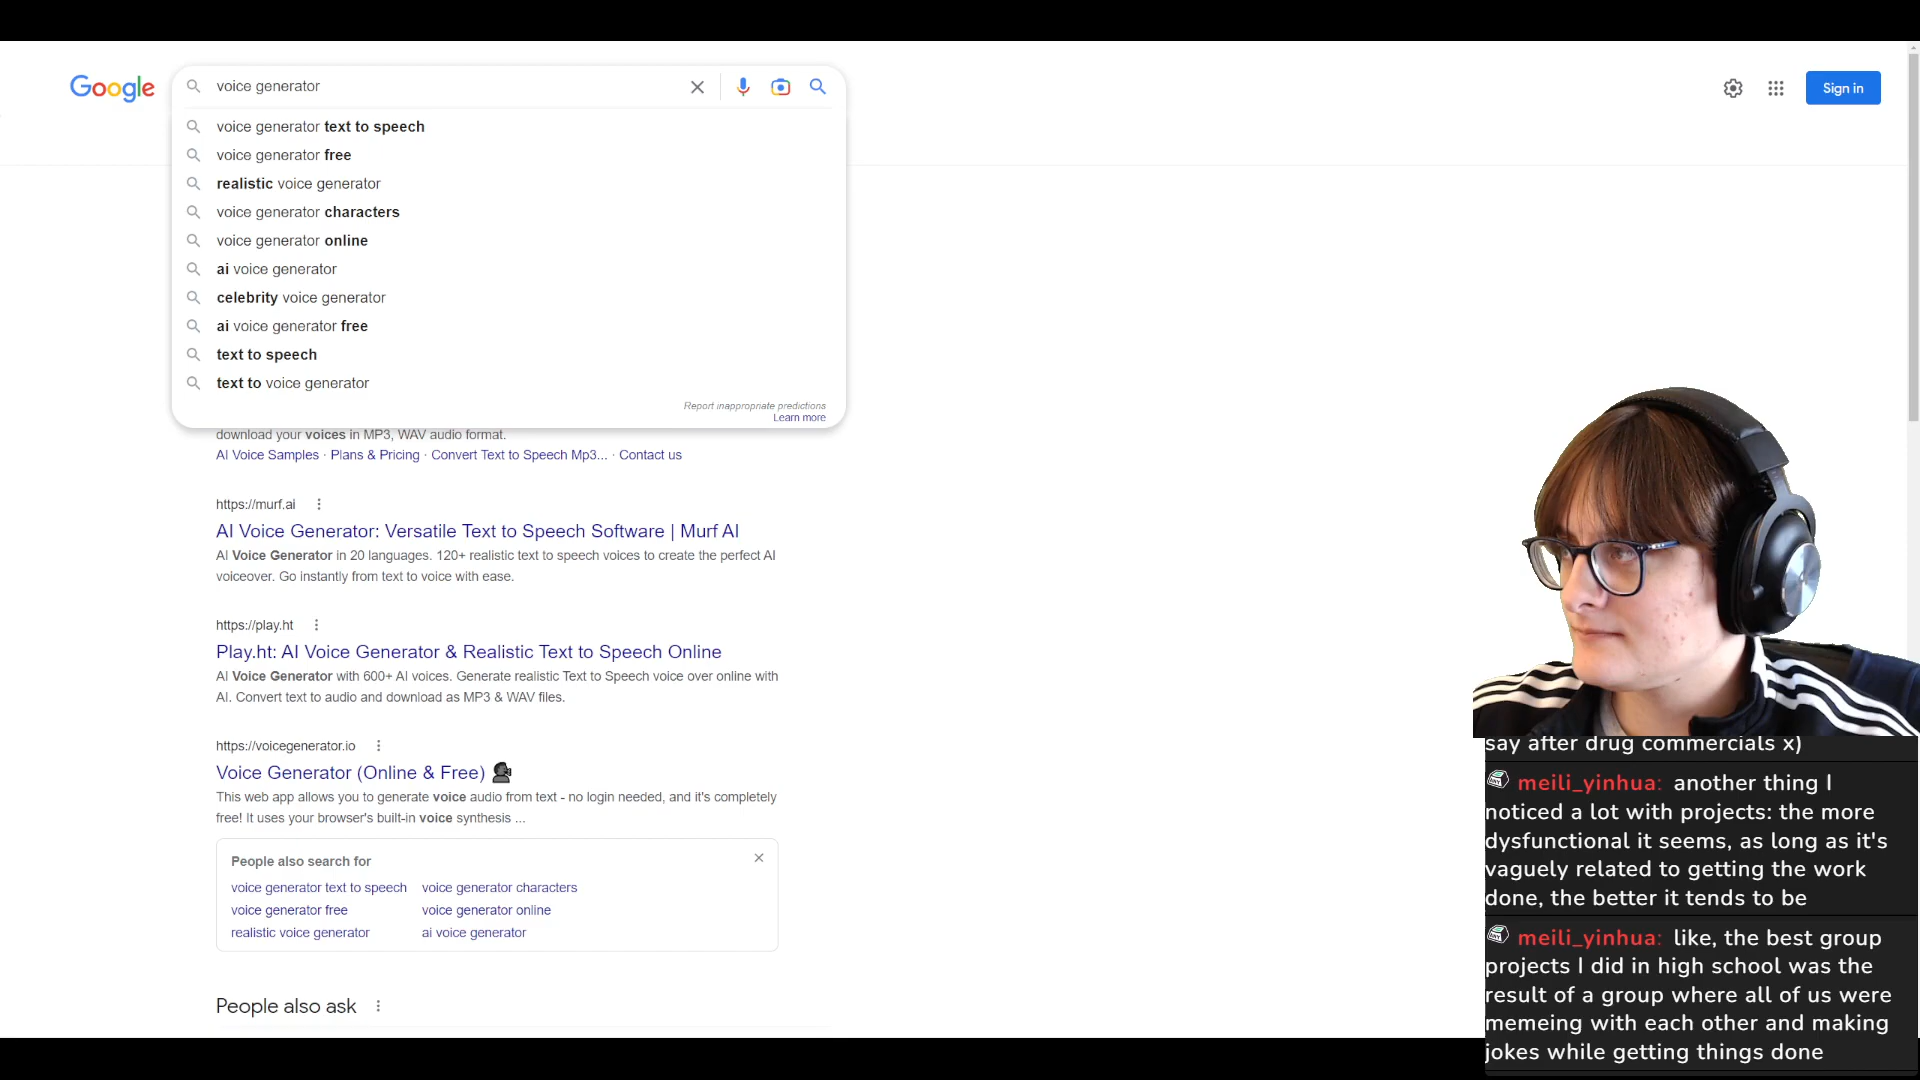 Google
voice generator
Sign in
voice generator text to speech
voice generator free
realistic voice generator
voice generator characters
voice generator online
ai voice generator
celebrity voice generator
ai voice generator free
text to speech
text to voice generator
Report inappropriate predictions
Learn more
download your voices in MP3, WAV audio format.
AI Voice Samples · Plans & Pricing · Convert Text to Speech Mp3... · Contact us
https://murf.ai
AI Voice Generator: Versatile Text to Speech Software | Murf AI
AI Voice Generator in 20 languages. 120+ realistic text to speech voices to create the perfect AI
voiceover. Go instantly from text to voice with ease.
https://play.ht
Play.ht: AI Voice Generator & Realistic Text to Speech Online
AI Voice Generator with 600+ AI voices. Generate realistic Text to Speech voice over online with
AI. Convert text to audio and download as MP3 & WAV files.
https://voicegenerator.io
Voice Generator (Online & Free) 🗣
This web app allows you to generate voice audio from text - no login needed, and it's completely
free! It uses your browser's built-in voice synthesis ...
People also search for
voice generator text to speech voice generator characters
voice generator free voice generator online
realistic voice generator ai voice generator
People also ask
say after drug commercials x)
meili_yinhua: another thing I
noticed a lot with projects: the more
dysfunctional it seems, as long as it's
vaguely related to getting the work
done, the better it tends to be
meili_yinhua: like, the best group
projects I did in high school was the
result of a group where all of us were
memeing with each other and making
jokes while getting things done